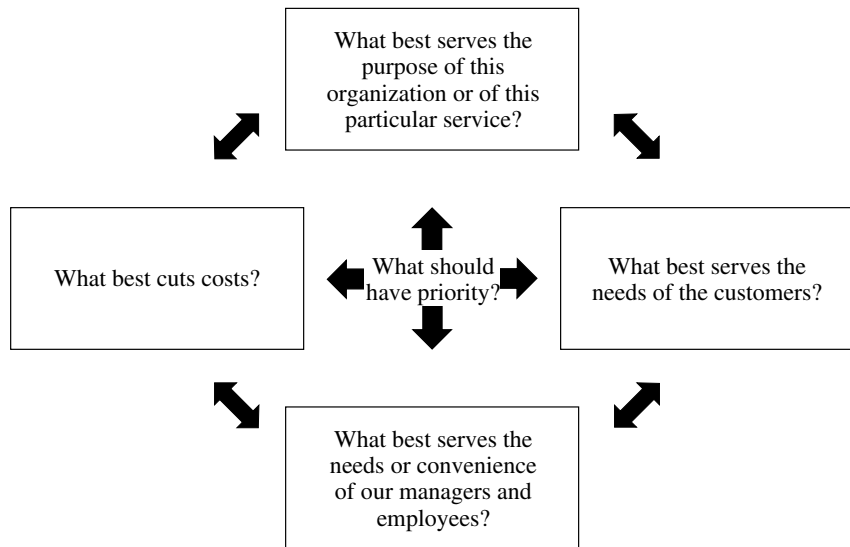 What best serves the
purpose of this
organization or of this
particular service?
What best cuts costs?
What should
have priority?
What best serves the
needs of the customers?
What best serves the
needs or convenience
of our managers and
employees?